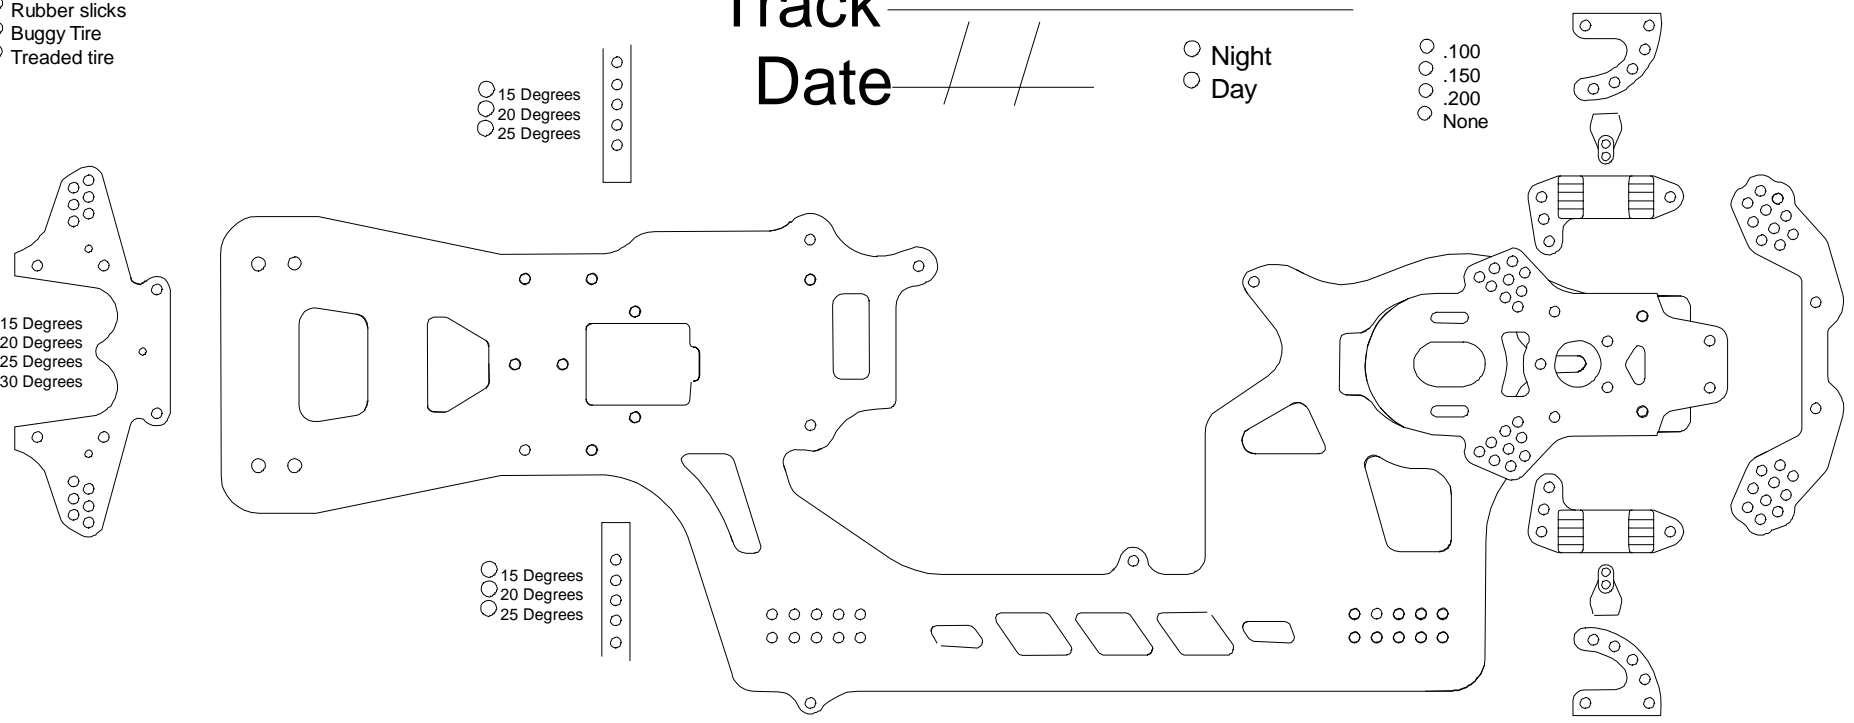 Rubber slicks
Buggy Tire
Treaded tire
Track
Date
Night
Day
.100
.150
.200
None
15 Degrees
20 Degrees
25 Degrees
15 Degrees
20 Degrees
25 Degrees
30 Degrees
15 Degrees
20 Degrees
25 Degrees